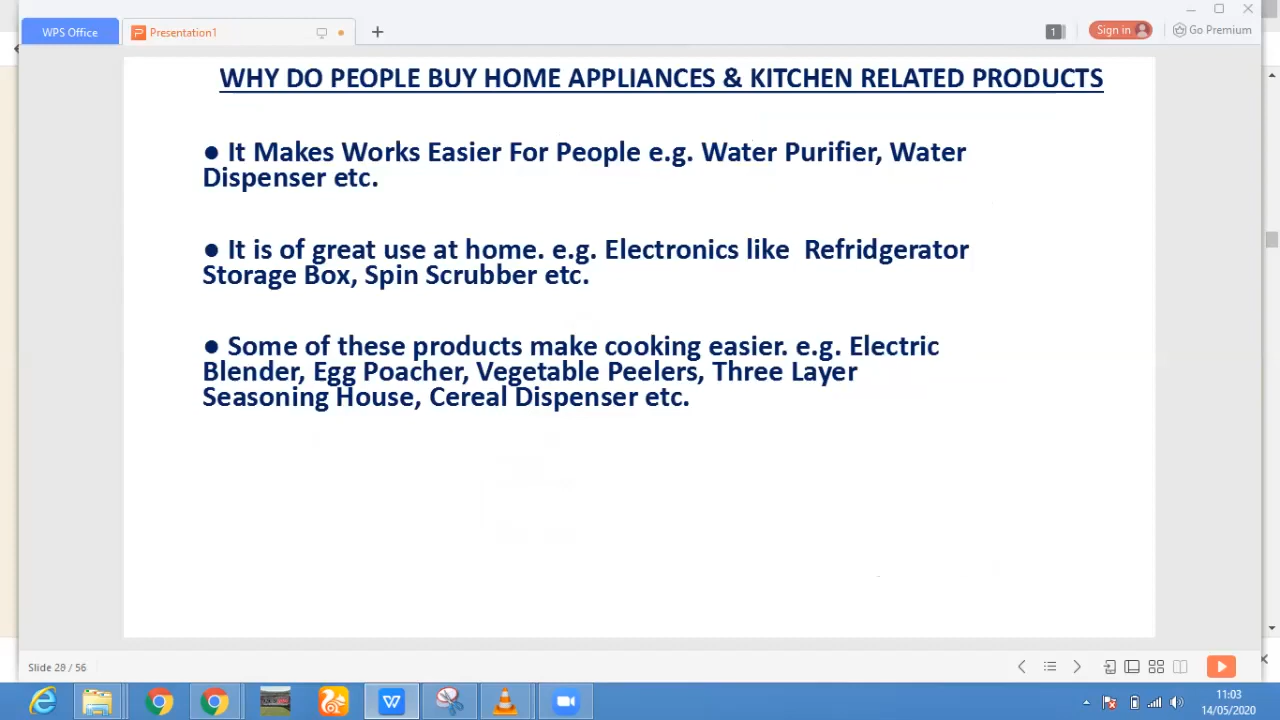 WPS Office
Presentation1
1
Sign in
Go Premium
WHY DO PEOPLE BUY HOME APPLIANCES & KITCHEN RELATED PRODUCTS
● It Makes Works Easier For People e.g. Water Purifier, Water
Dispenser etc.
● It is of great use at home. e.g. Electronics like Refridgerator
Storage Box, Spin Scrubber etc.
● Some of these products make cooking easier. e.g. Electric
Blender, Egg Poacher, Vegetable Peelers, Three Layer
Seasoning House, Cereal Dispenser etc.
Slide 28 / 56
11:03
14/05/2020